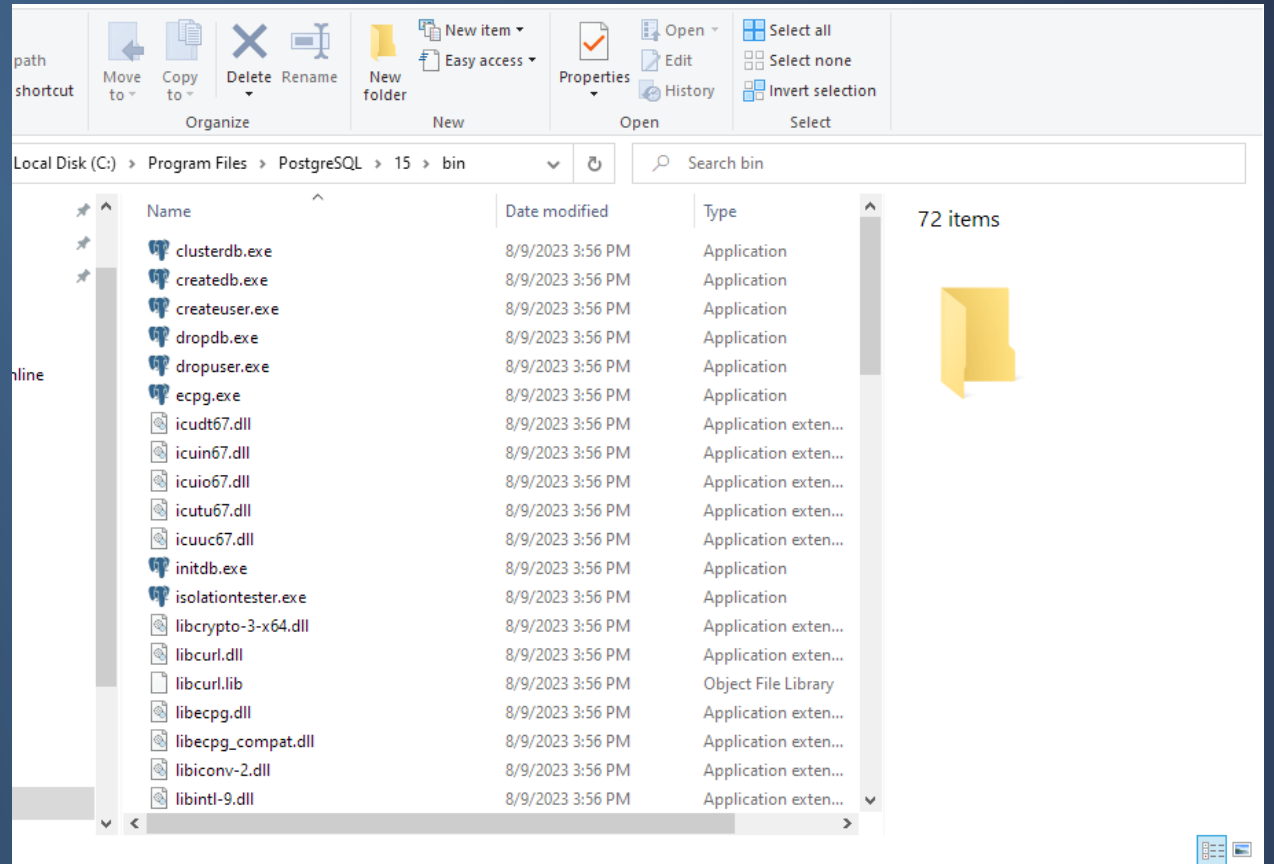 path
shortcut
Move to
Copy to
Delete
Rename
Organize
New folder
New item
Easy access
New
Properties
Open
Edit
History
Open
Select all
Select none
Invert selection
Select
Local Disk (C:) > Program Files > PostgreSQL > 15 > bin
Search bin
nline
Name Date modified Type
clusterdb.exe 8/9/2023 3:56 PM Application
createdb.exe 8/9/2023 3:56 PM Application
createuser.exe 8/9/2023 3:56 PM Application
dropdb.exe 8/9/2023 3:56 PM Application
dropuser.exe 8/9/2023 3:56 PM Application
ecpg.exe 8/9/2023 3:56 PM Application
icudt67.dll 8/9/2023 3:56 PM Application exten...
icuin67.dll 8/9/2023 3:56 PM Application exten...
icuio67.dll 8/9/2023 3:56 PM Application exten...
icutu67.dll 8/9/2023 3:56 PM Application exten...
icuuc67.dll 8/9/2023 3:56 PM Application exten...
initdb.exe 8/9/2023 3:56 PM Application
isolationtester.exe 8/9/2023 3:56 PM Application
libcrypto-3-x64.dll 8/9/2023 3:56 PM Application exten...
libcurl.dll 8/9/2023 3:56 PM Application exten...
libcurl.lib 8/9/2023 3:56 PM Object File Library
libecpg.dll 8/9/2023 3:56 PM Application exten...
libecpg_compat.dll 8/9/2023 3:56 PM Application exten...
libiconv-2.dll 8/9/2023 3:56 PM Application exten...
libintl-9.dll 8/9/2023 3:56 PM Application exten...
72 items